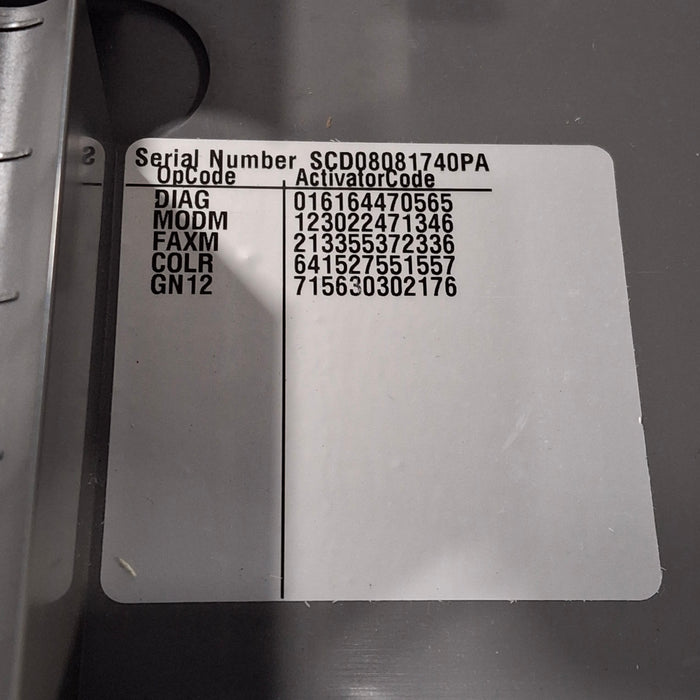 Serial Number SCD08081740PA
OpCode ActivatorCode
DIAG 016164470565
MODM 123022471346
FAXM 213355372336
COLR 641527551557
GN12 715630302176